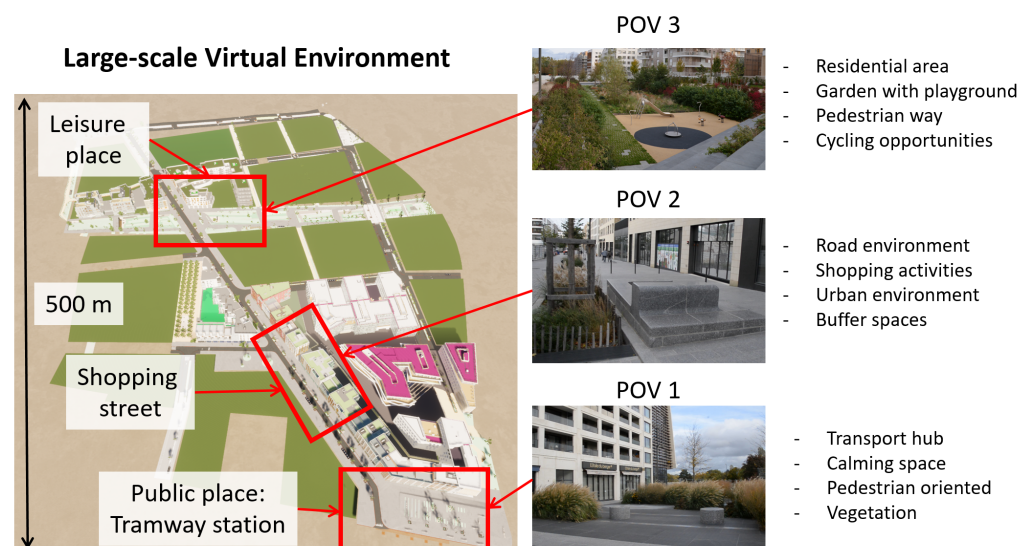 Large-scale Virtual Environment
Leisure
place
500 m
Shopping
street
Public place:
Tramway station
POV 3
- Residential area
- Garden with playground
- Pedestrian way
- Cycling opportunities
POV 2
- Road environment
- Shopping activities
- Urban environment
- Buffer spaces
POV 1
- Transport hub
- Calming space
- Pedestrian oriented
- Vegetation